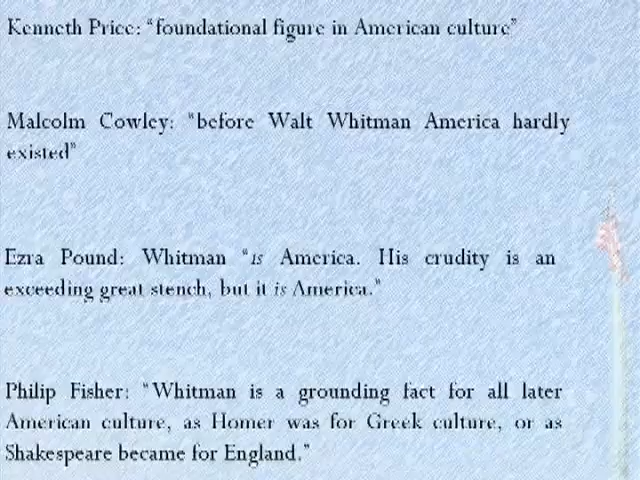 Kenneth Price: “foundational figure in American culture”
Malcolm Cowley: “before Walt Whitman America hardly
existed”
Ezra Pound: Whitman “is America. His crudity is an
exceeding great stench, but it is America.”
Philip Fisher: “Whitman is a grounding fact for all later
American culture, as Homer was for Greek culture, or as
Shakespeare became for England.”